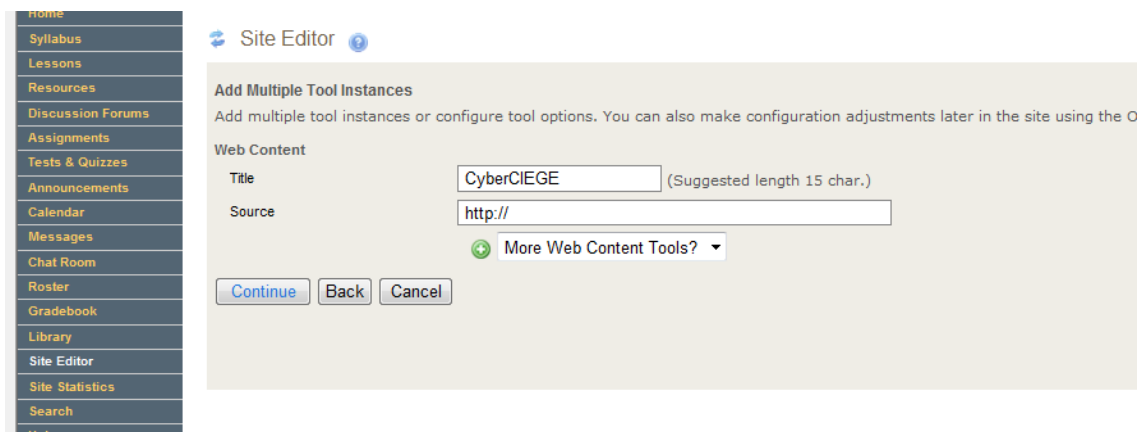 Home
Syllabus
Lessons
Resources
Discussion Forums
Assignments
Tests & Quizzes
Announcements
Calendar
Messages
Chat Room
Roster
Gradebook
Library
Site Editor
Site Statistics
Search
Site Editor
Add Multiple Tool Instances
Add multiple tool instances or configure tool options. You can also make configuration adjustments later in the site using the O
Web Content
Title CyberCIEGE (Suggested length 15 char.)
Source http://
More Web Content Tools?
Continue Back Cancel